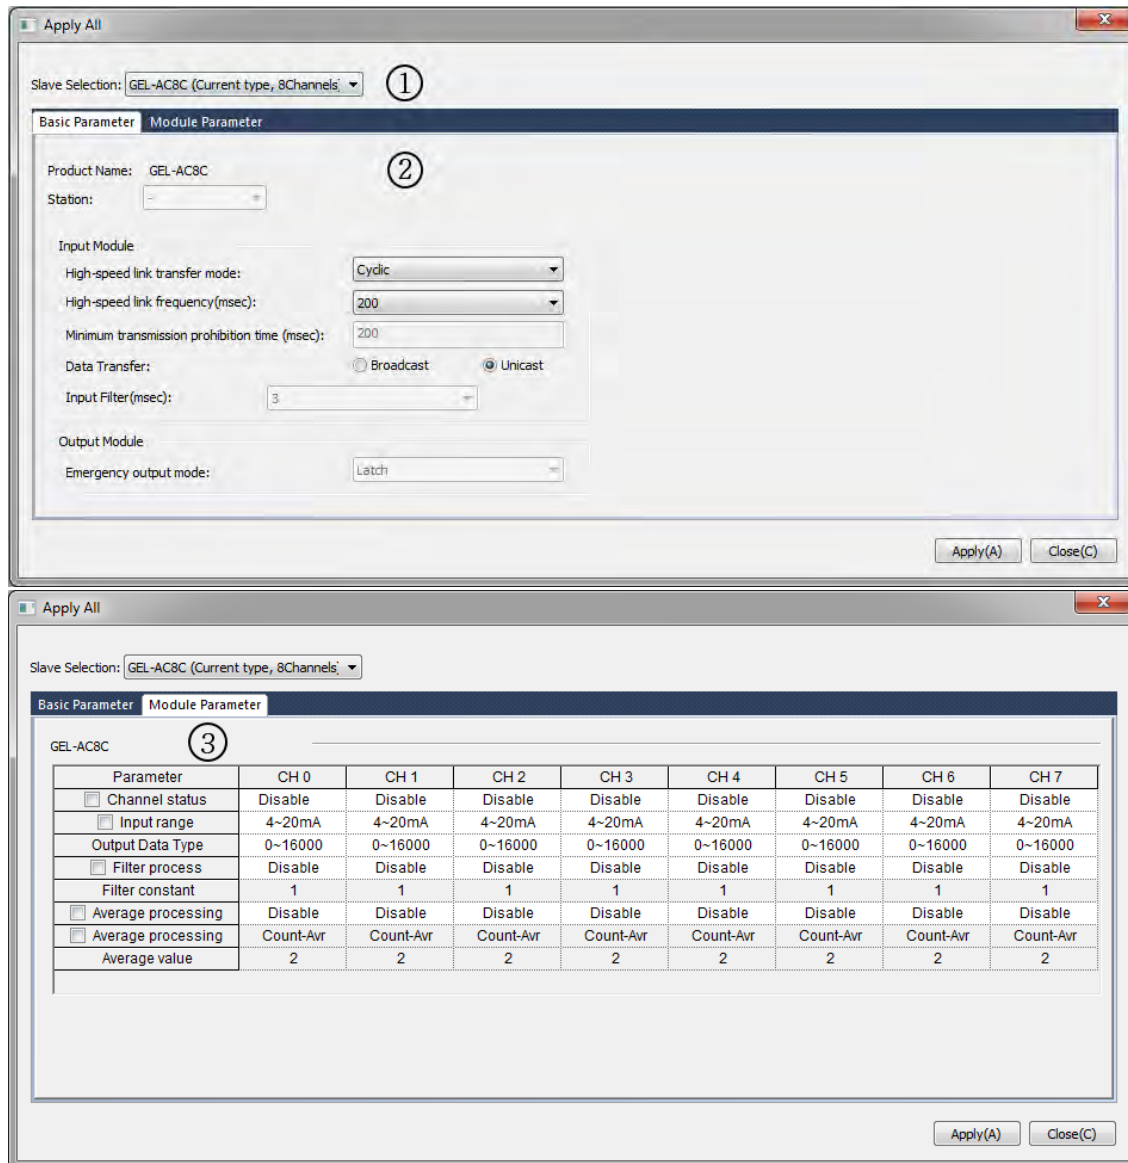 Apply All
Slave Selection: GEL-AC8C (Current type, 8Channels) ①
Basic Parameter Module Parameter
Product Name: GEL-AC8C ②
Station: -
Input Module
High-speed link transfer mode: Cyclic
High-speed link frequency(msec): 200
Minimum transmission prohibition time (msec): 200
Data Transfer: Broadcast Unicast
Input Filter(msec): 3
Output Module
Emergency output mode: Latch
Apply(A) Close(C)
Apply All
Slave Selection: GEL-AC8C (Current type, 8Channels)
Basic Parameter Module Parameter
GEL-AC8C ③
Parameter CH 0 CH 1 CH 2 CH 3 CH 4 CH 5 CH 6 CH 7
Channel status Disable Disable Disable Disable Disable Disable Disable Disable
Input range 4~20mA 4~20mA 4~20mA 4~20mA 4~20mA 4~20mA 4~20mA 4~20mA
Output Data Type 0~16000 0~16000 0~16000 0~16000 0~16000 0~16000 0~16000 0~16000
Filter process Disable Disable Disable Disable Disable Disable Disable Disable
Filter constant 1 1 1 1 1 1 1 1
Average processing Disable Disable Disable Disable Disable Disable Disable Disable
Average processing Count-Avr Count-Avr Count-Avr Count-Avr Count-Avr Count-Avr Count-Avr Count-Avr
Average value 2 2 2 2 2 2 2 2
Apply(A) Close(C)